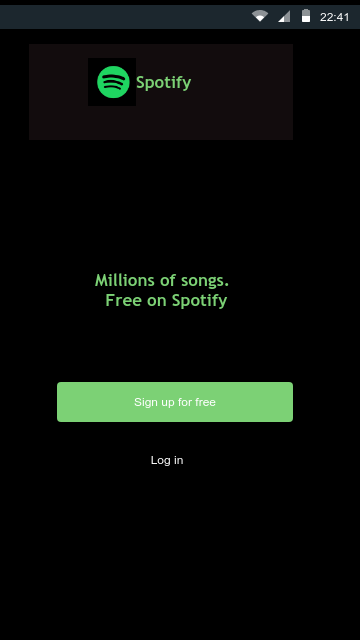 22:41
Spotify
Millions of songs.
Free on Spotify
Sign up for free
Log in